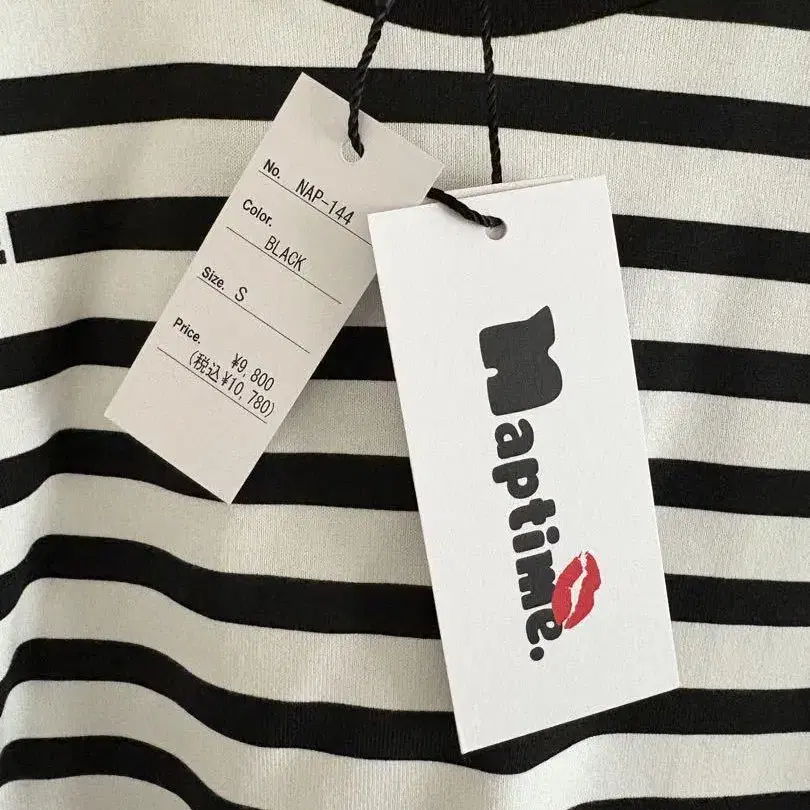 No. NAP-144
Color. BLACK
Size. S
Price. ¥9,800
(税込¥10,780)
Naptime.